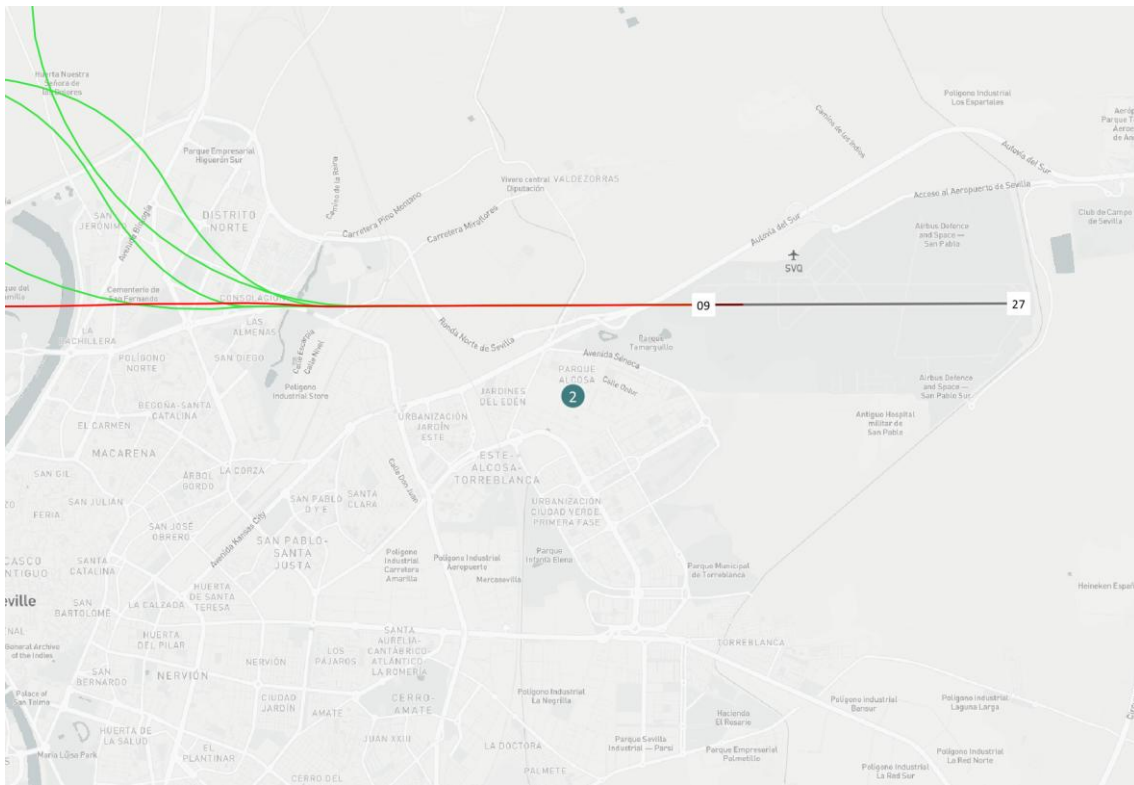 Huerta Nuestra
Señora de
los Dolores
Polígono Industrial
Los Espartales
Camino de los Indios
Autovía del Sur
Parque Empresarial
Higuerón Sur
Camino de la Reina
Vivero central
Diputación
VALDEZORRAS
Acceso al Aeropuerto de Sevilla
SAN
JERÓNIMO
Avenida
DISTRITO
NORTE
Carretera Pino Montano
Carretera Miraflores
Autovía del Sur
Airbus Defence
and Space —
San Pablo
Club de Campo
de Sevilla
SVQ
Cementerio de
San Fernando
CONSOLACIÓN
09
27
LA
LAS
ALMENAS
Ronda Norte de Sevilla
Parque
Tamarguillo
POLÍGONO
NORTE
SAN DIEGO
Avenida Séneca
PARQUE
ALCOSA
Polígono
Industrial Store
JARDINES
DEL EDÉN
2
Airbus Defence
and Space —
San Pablo Sur
BEGOÑA-SANTA
CATALINA
URBANIZACIÓN
JARDÍN
ESTE
Antiguo Hospital
militar de
San Pablo
EL CARMEN
MACARENA
ESTE-
ALCOSA-
TORREBLANCA
SAN GIL
ÁRBOL
GORDO
LA CORZA
Calle Don Juan
SAN JULIÁN
SAN PABLO
D Y E
SANTA
CLARA
URBANIZACIÓN
CIUDAD VERDE,
PRIMERA FASE
FERIA
SAN JOSÉ
OBRERO
Avenida Kansas City
SAN PABLO-
SANTA
JUSTA
Polígono
Industrial
Carretera
Amarilla
Polígono Industrial
Aeropuerto
Parque
Infanta Elena
CASCO
ANTIGUO
SANTA
CATALINA
Mercasevilla
Parque Municipal
de Torreblanca
HUERTA
DE SANTA
TERESA
SAN
BARTOLOMÉ
LA CALZADA
General Archive
of the Indies
HUERTA
DEL PILAR
NERVIÓN
LOS
PÁJAROS
SANTA
AURELIA-
CANTÁBRICO-
ATLÁNTICO-
LA ROMERÍA
TORREBLANCA
SAN
BERNARDO
NERVIÓN
Palace of
San Telmo
CIUDAD
JARDÍN
AMATE
CERRO-
AMATE
Polígono Industrial
La Negrilla
Polígono industrial
Polígono Industrial
Laguna Larga
Hacienda
El Rosario
HUERTA DE
LA SALUD
María Luisa Park
EL
PLANTINAR
JUAN XXIII
LA DOCTORA
Parque Sevilla
Industrial — Parsi
Parque Empresarial
Palmetillo
Polígono Industrial
La Red Norte
Polígono Industrial
La Red Sur
CERRO DEL
PALMETE